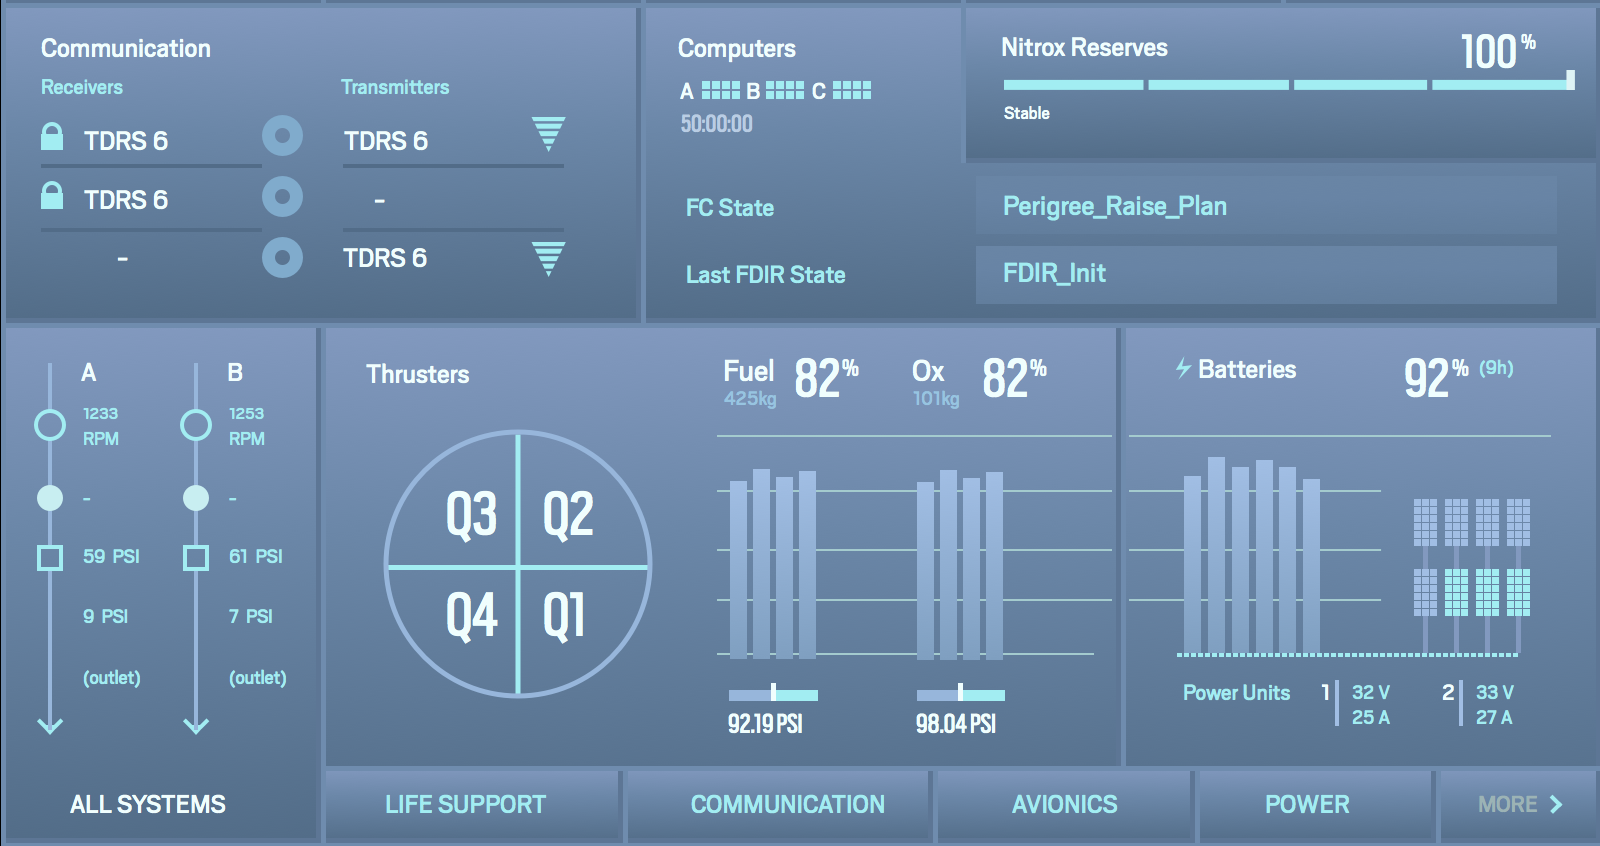 Communication
Receivers
Transmitters
TDRS 6
TDRS 6
TDRS 6
-
-
TDRS 6
Computers
A B C
50:00:00
Nitrox Reserves
100%
Stable
FC State
Perigree_Raise_Plan
Last FDIR State
FDIR_Init
A
1233
RPM
-
59 PSI
9 PSI
(outlet)
B
1253
RPM
-
61 PSI
7 PSI
(outlet)
Thrusters
Q3 Q2
Q4 Q1
Fuel 82%
425kg
Ox 82%
101kg
92.19 PSI
98.04 PSI
Batteries 92% (9h)
Power Units
1 32 V
25 A
2 33 V
27 A
ALL SYSTEMS
LIFE SUPPORT
COMMUNICATION
AVIONICS
POWER
MORE